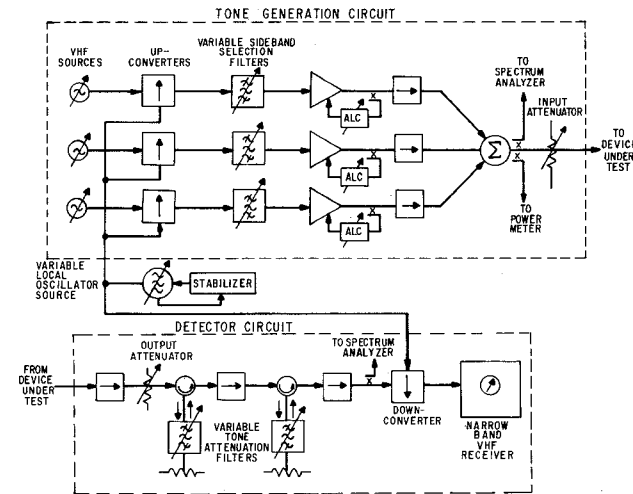 TONE GENERATION CIRCUIT
VHF
SOURCES
UP-
CONVERTERS
VARIABLE SIDEBAND
SELECTION
FILTERS
TO
SPECTRUM
ANALYZER
INPUT
ATTENUATOR
ALC
ALC
ALC
Σ
TO
DEVICE
UNDER
TEST
TO
POWER
METER
VARIABLE
LOCAL
OSCILLATOR
SOURCE
STABILIZER
DETECTOR CIRCUIT
FROM
DEVICE
UNDER
TEST
OUTPUT
ATTENUATOR
TO SPECTRUM
ANALYZER
VARIABLE
TONE
ATTENUATION
FILTERS
DOWN-
CONVERTER
NARROW
BAND
VHF
RECEIVER